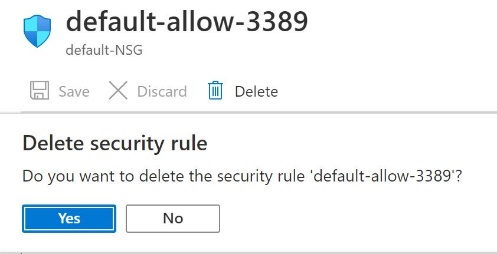 default-allow-3389
default-NSG
Save Discard Delete
Delete security rule
Do you want to delete the security rule 'default-allow-3389'?
Yes No